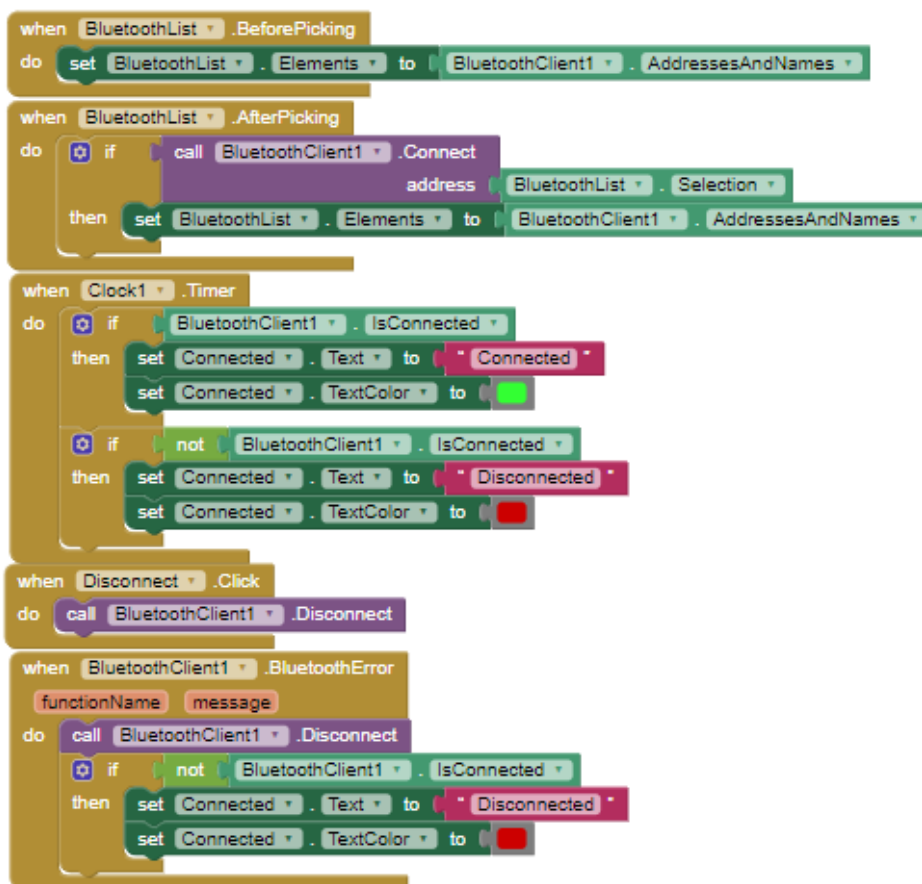 when BluetoothList .BeforePicking
do set BluetoothList . Elements to BluetoothClient1 . AddressesAndNames
when BluetoothList .AfterPicking
do if call BluetoothClient1 .Connect
address BluetoothList . Selection
then set BluetoothList . Elements to BluetoothClient1 . AddressesAndNames
when Clock1 .Timer
do if BluetoothClient1 . IsConnected
then set Connected . Text to " Connected "
set Connected . TextColor to
if not BluetoothClient1 . IsConnected
then set Connected . Text to " Disconnected "
set Connected . TextColor to
when Disconnect .Click
do call BluetoothClient1 .Disconnect
when BluetoothClient1 .BluetoothError
functionName message
do call BluetoothClient1 .Disconnect
if not BluetoothClient1 . IsConnected
then set Connected . Text to " Disconnected "
set Connected . TextColor to